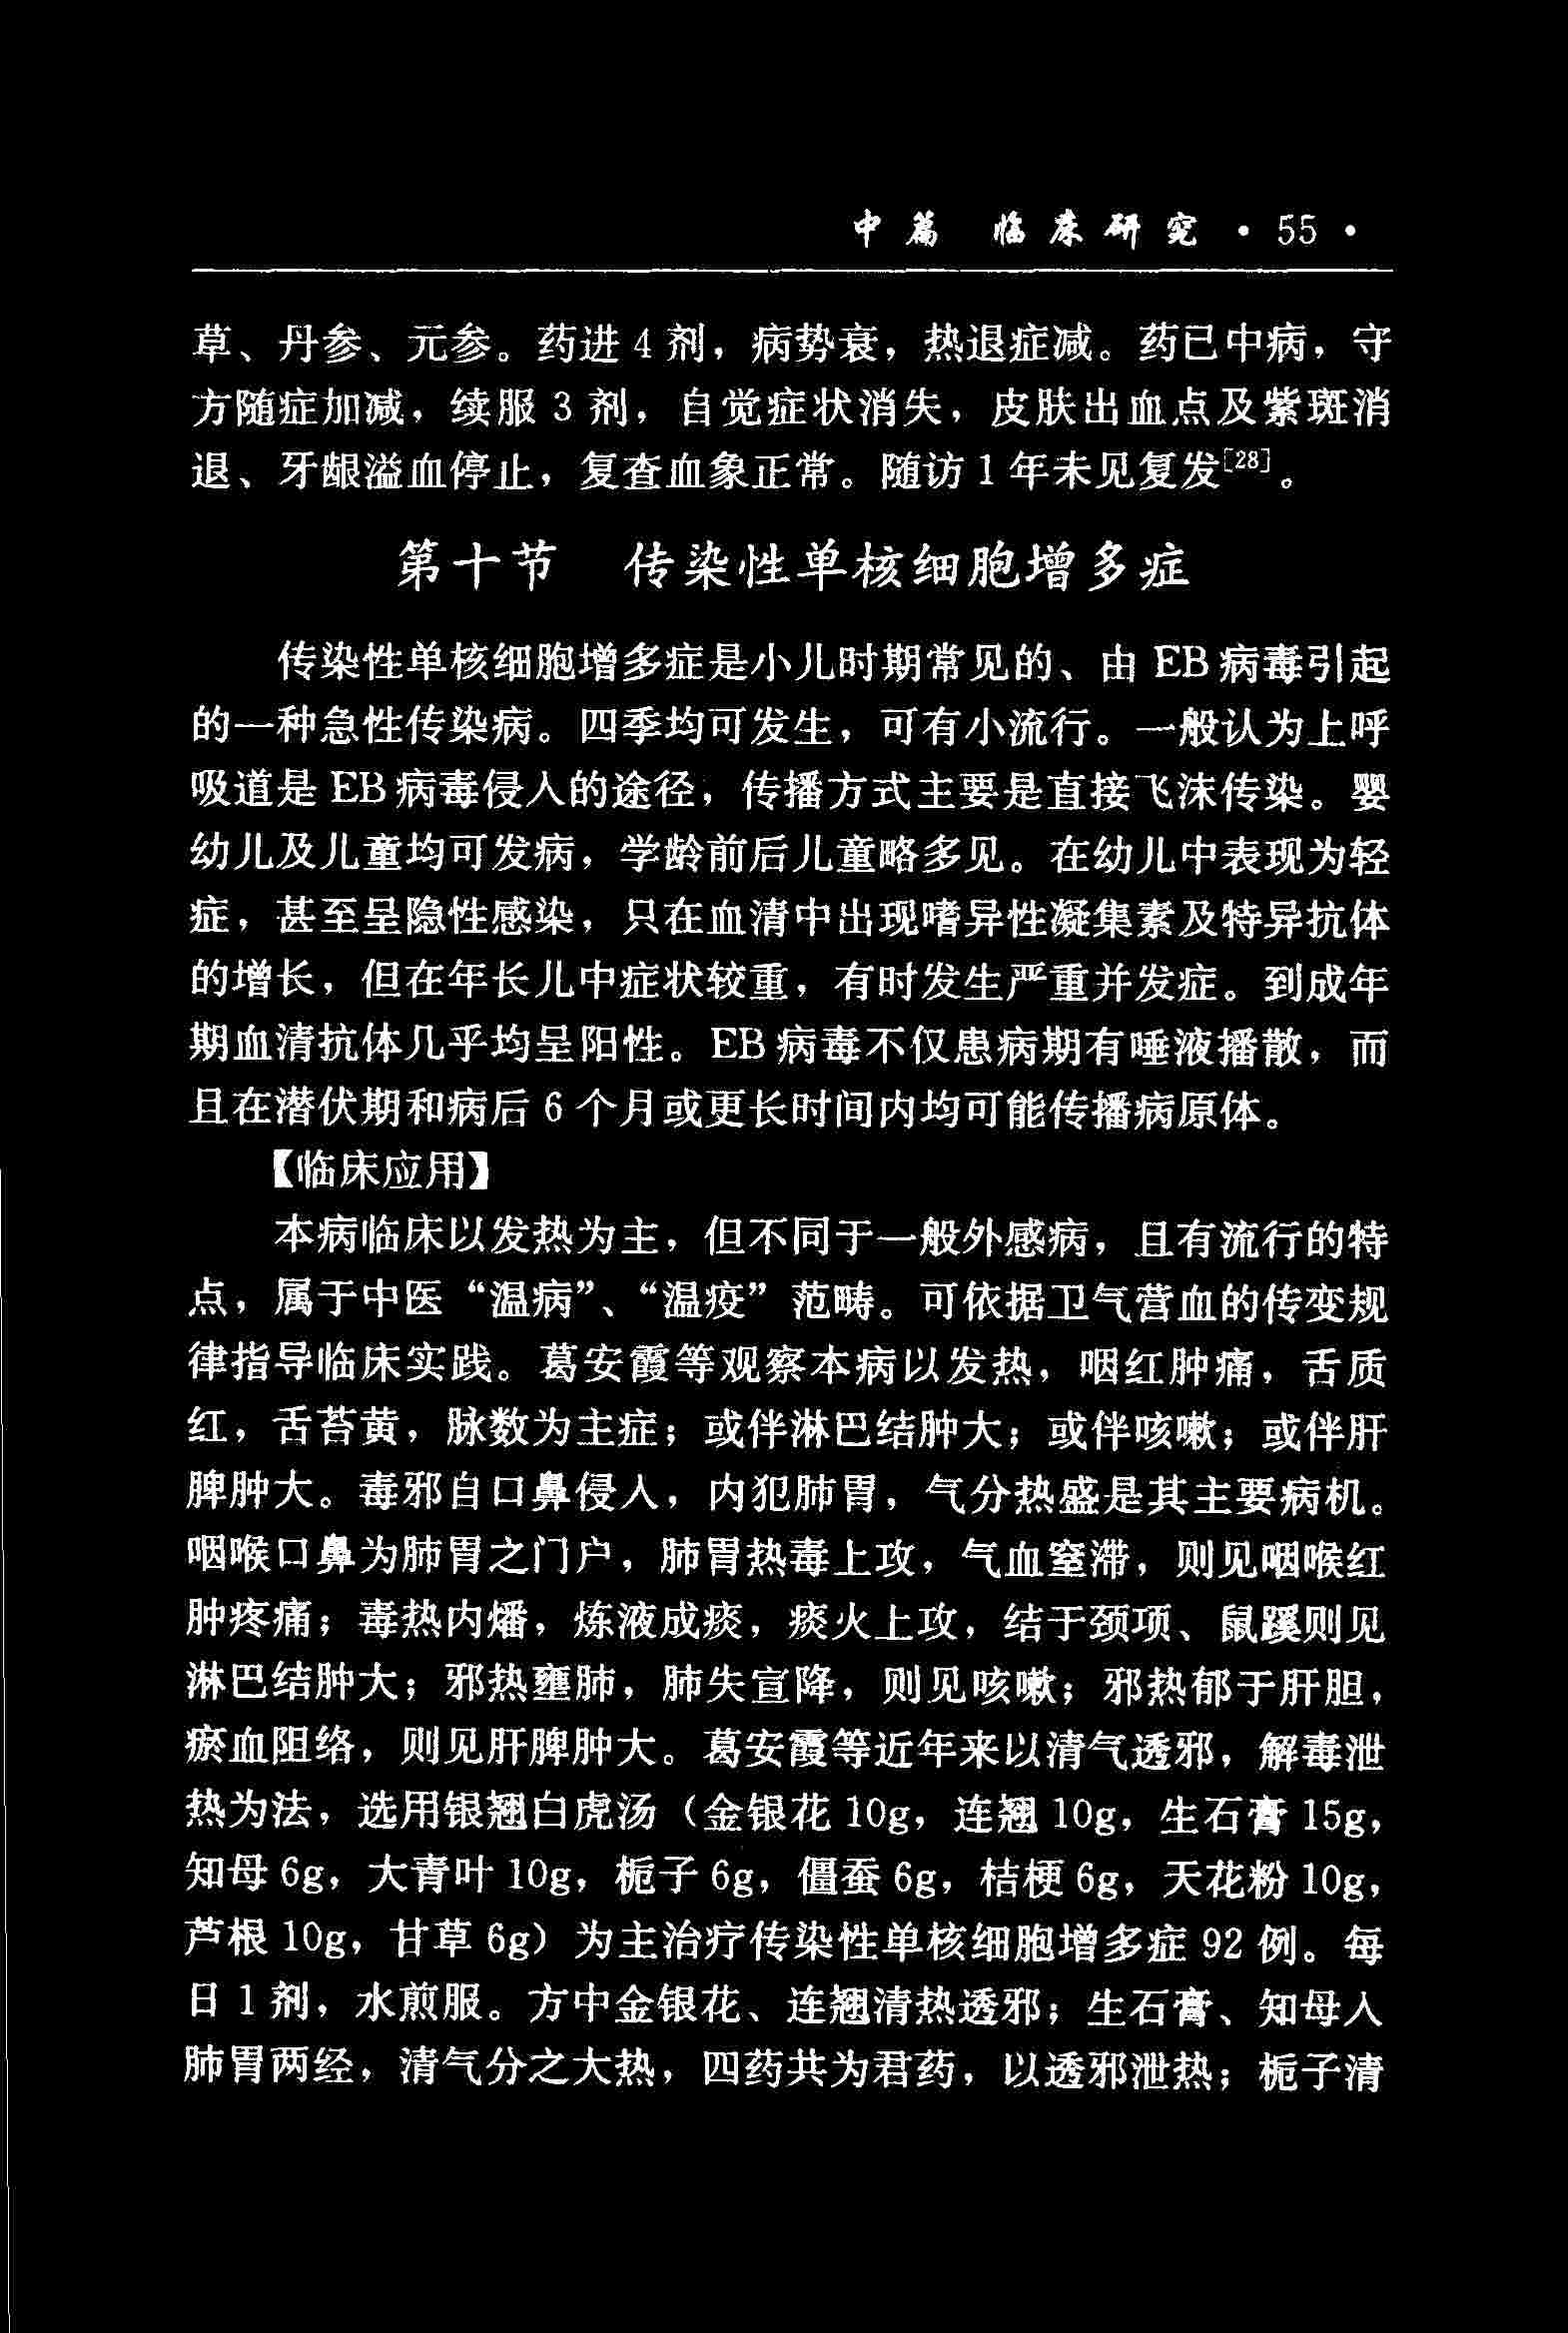 中篇 临床研究 · 55 ·
草、丹参、元参。药进 4 剂，病势衰，热退症减。药已中病，守
方随症加减，续服 3 剂，自觉症状消失，皮肤出血点及紫斑消
退、牙龈溢血停止，复查血象正常。随访 1 年未见复发[28]。
第十节 传染性单核细胞增多症
传染性单核细胞增多症是小儿时期常见的、由 EB 病毒引起
的一种急性传染病。四季均可发生，可有小流行。一般认为上呼
吸道是 EB 病毒侵入的途径，传播方式主要是直接飞沫传染。婴
幼儿及儿童均可发病，学龄前后儿童略多见。在幼儿中表现为轻
症，甚至呈隐性感染，只在血清中出现嗜异性凝集素及特异抗体
的增长，但在年长儿中症状较重，有时发生严重并发症。到成年
期血清抗体几乎均呈阳性。EB 病毒不仅患病期有唾液播散，而
且在潜伏期和病后 6 个月或更长时间内均可能传播病原体。
【临床应用】
本病临床以发热为主，但不同于一般外感病，且有流行的特
点，属于中医“温病”、“温疫”范畴。可依据卫气营血的传变规
律指导临床实践。葛安霞等观察本病以发热，咽红肿痛，舌质
红，舌苔黄，脉数为主症；或伴淋巴结肿大；或伴咳嗽；或伴肝
脾肿大。毒邪自口鼻侵入，内犯肺胃，气分热盛是其主要病机。
咽喉口鼻为肺胃之门户，肺胃热毒上攻，气血窒滞，则见咽喉红
肿疼痛；毒热内燔，炼液成痰，痰火上攻，结于颈项、鼠蹊则见
淋巴结肿大；邪热壅肺，肺失宣降，则见咳嗽；邪热郁于肝胆，
瘀血阻络，则见肝脾肿大。葛安霞等近年来以清气透邪，解毒泄
热为法，选用银翘白虎汤（金银花 10g，连翘 10g，生石膏 15g，
知母 6g，大青叶 10g，栀子 6g，僵蚕 6g，桔梗 6g，天花粉 10g，
芦根 10g，甘草 6g）为主治疗传染性单核细胞增多症 92 例。每
日 1 剂，水煎服。方中金银花、连翘清热透邪；生石膏、知母入
肺胃两经，清气分之大热，四药共为君药，以透邪泄热；栀子清